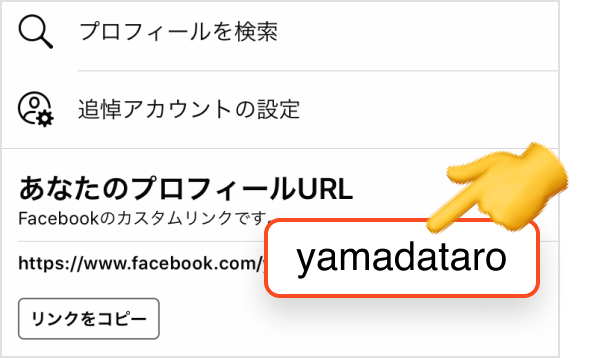 プロフィールを検索
追悼アカウントの設定
あなたのプロフィールURL
Facebookのカスタムリンクです。
https://www.facebook.com/y
yamadataro
リンクをコピー